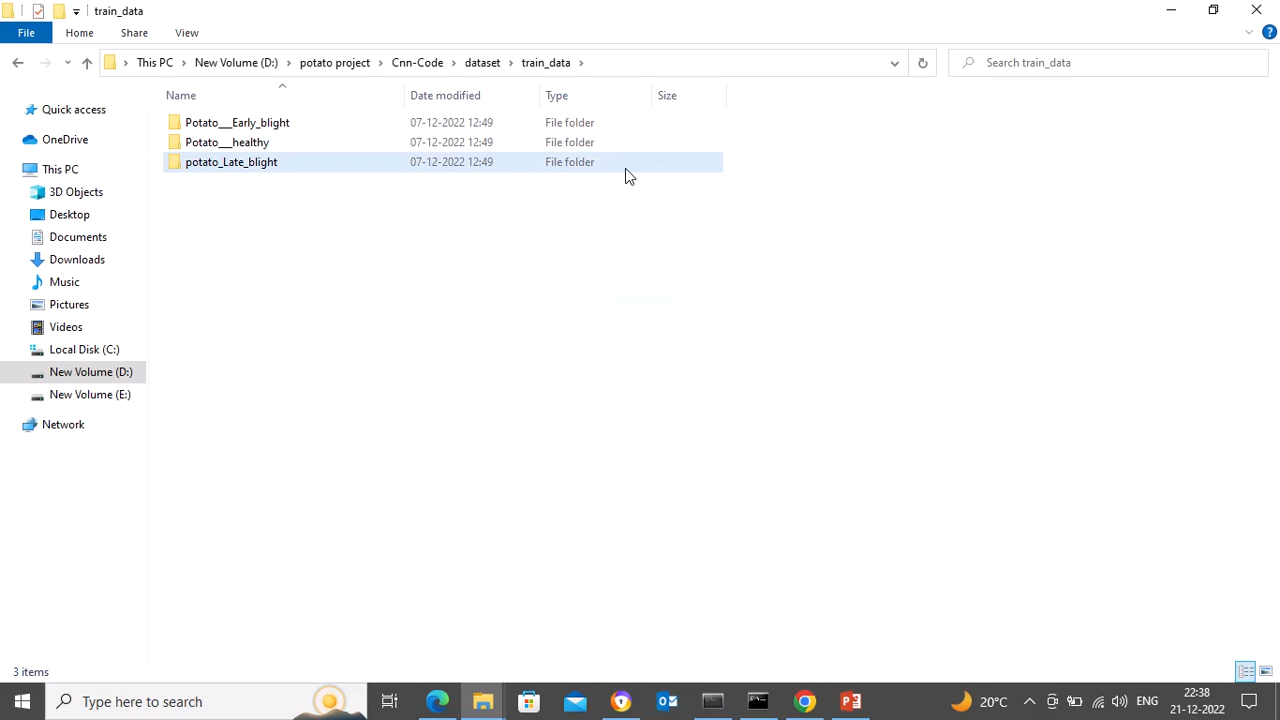 train_data
File Home Share View
This PC New Volume (D:) potato project Cnn-Code dataset train_data Search train_data
Name Date modified Type Size
Potato___Early_blight 07-12-2022 12:49 File folder
Potato___healthy 07-12-2022 12:49 File folder
potato_Late_blight 07-12-2022 12:49 File folder
Quick access
OneDrive
This PC
3D Objects
Desktop
Documents
Downloads
Music
Pictures
Videos
Local Disk (C:)
New Volume (D:)
New Volume (E:)
Network
3 items
Type here to search 20°C ENG 22:38
21-12-2022